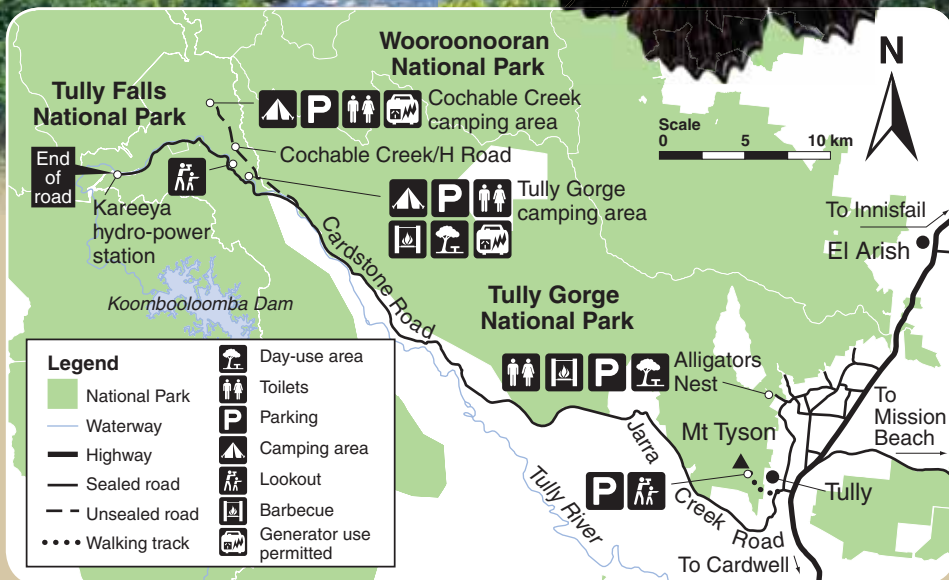 Wooroonooran
National Park
N
Tully Falls
National Park
Cochable Creek
camping area
Scale
0 5 10 km
End
of
road
Cochable Creek/H Road
Kareeya
hydro-power
station
Tully Gorge
camping area
To Innisfail
El Arish
Cardstone Road
Koombooloomba Dam
Tully Gorge
National Park
Alligators
Nest
To
Mission
Beach
Jarra Creek Road
Mt Tyson
Tully
Tully River
To Cardwell
Legend
National Park
Waterway
Highway
Sealed road
Unsealed road
Walking track
Day-use area
Toilets
P Parking
Camping area
Lookout
Barbecue
Generator use
permitted
P
P
P
P